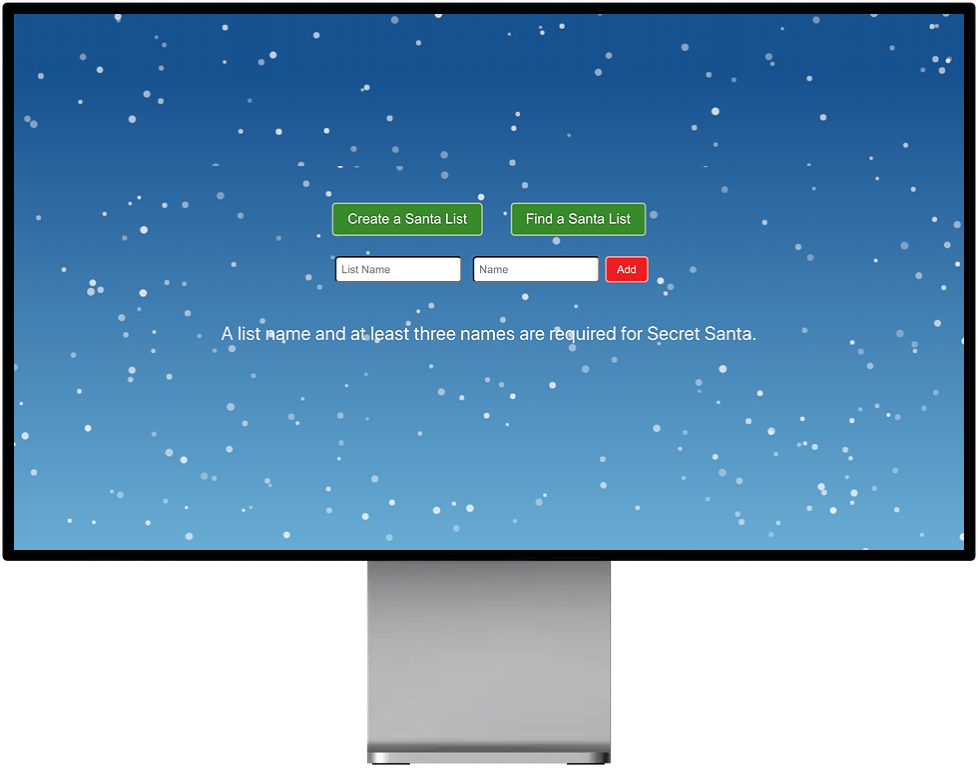 Create a Santa List Find a Santa List
List Name Name Add
A list name and at least three names are required for Secret Santa.